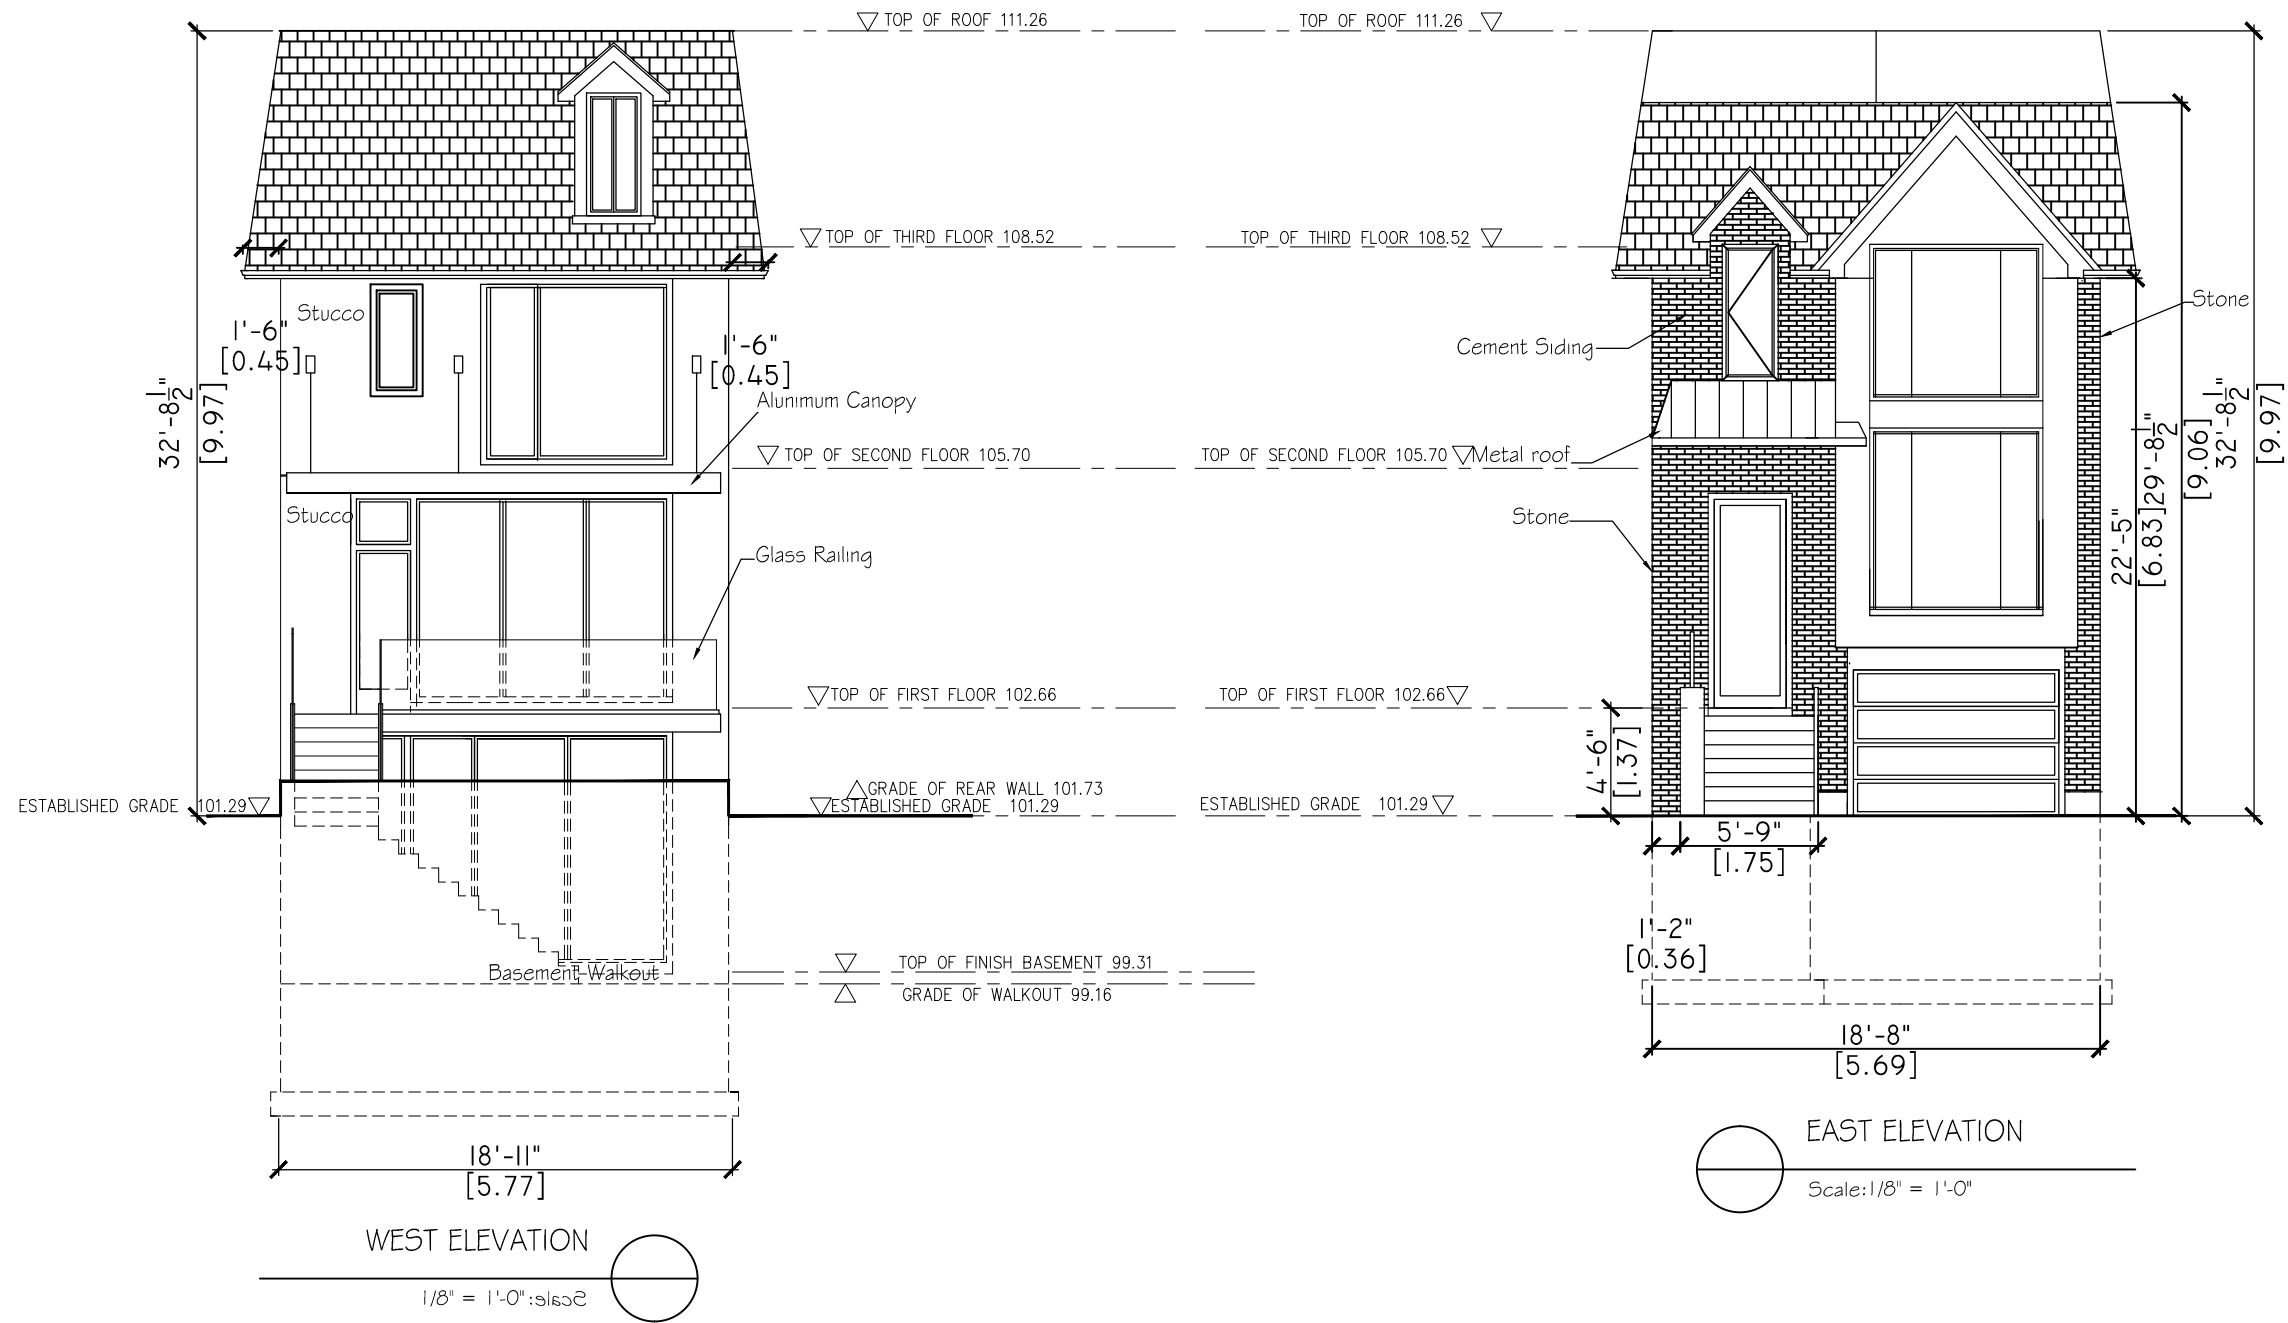 TOP OF ROOF 111.26
TOP OF THIRD FLOOR 108.52
Stucco
1'-6"
[0.45]
1'-6"
[0.45]
32'-8 1/2"
[9.97]
Alunimum Canopy
TOP OF SECOND FLOOR 105.70
Stucco
Glass Railing
TOP OF FIRST FLOOR 102.66
GRADE OF REAR WALL 101.73
ESTABLISHED GRADE 101.29
ESTABLISHED GRADE 101.29
Basement Walkout
TOP OF FINISH BASEMENT 99.31
GRADE OF WALKOUT 99.16
18'-11"
[5.77]
WEST ELEVATION
Scale:1/8" = 1'-0"
TOP OF ROOF 111.26
TOP OF THIRD FLOOR 108.52
Stone
Cement Siding
TOP OF SECOND FLOOR 105.70
Metal roof
Stone
32'-8 1/2"
[9.97]
29'-8 1/2"
[9.06]
22'-5"
[6.83]
TOP OF FIRST FLOOR 102.66
4'-6"
[1.37]
ESTABLISHED GRADE 101.29
5'-9"
[1.75]
1'-2"
[0.36]
18'-8"
[5.69]
EAST ELEVATION
Scale:1/8" = 1'-0"